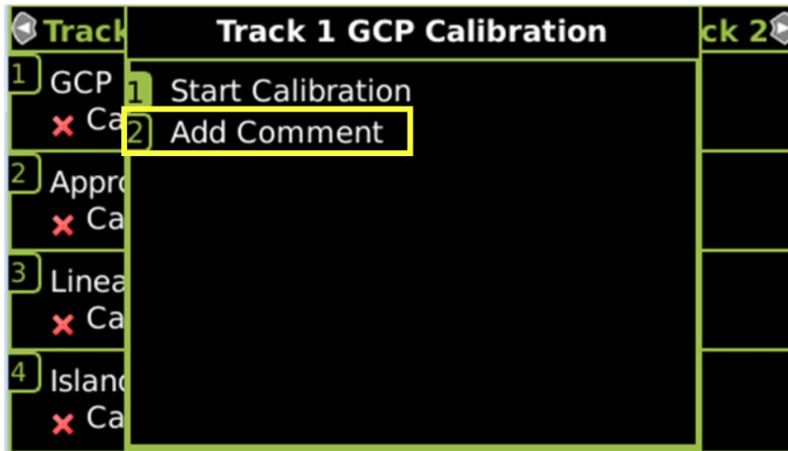 Track
Track 1 GCP Calibration
ck 2
1 GCP
Ca
1 Start Calibration
2 Add Comment
2 Appro
Ca
3 Linea
Ca
4 Islan
Ca